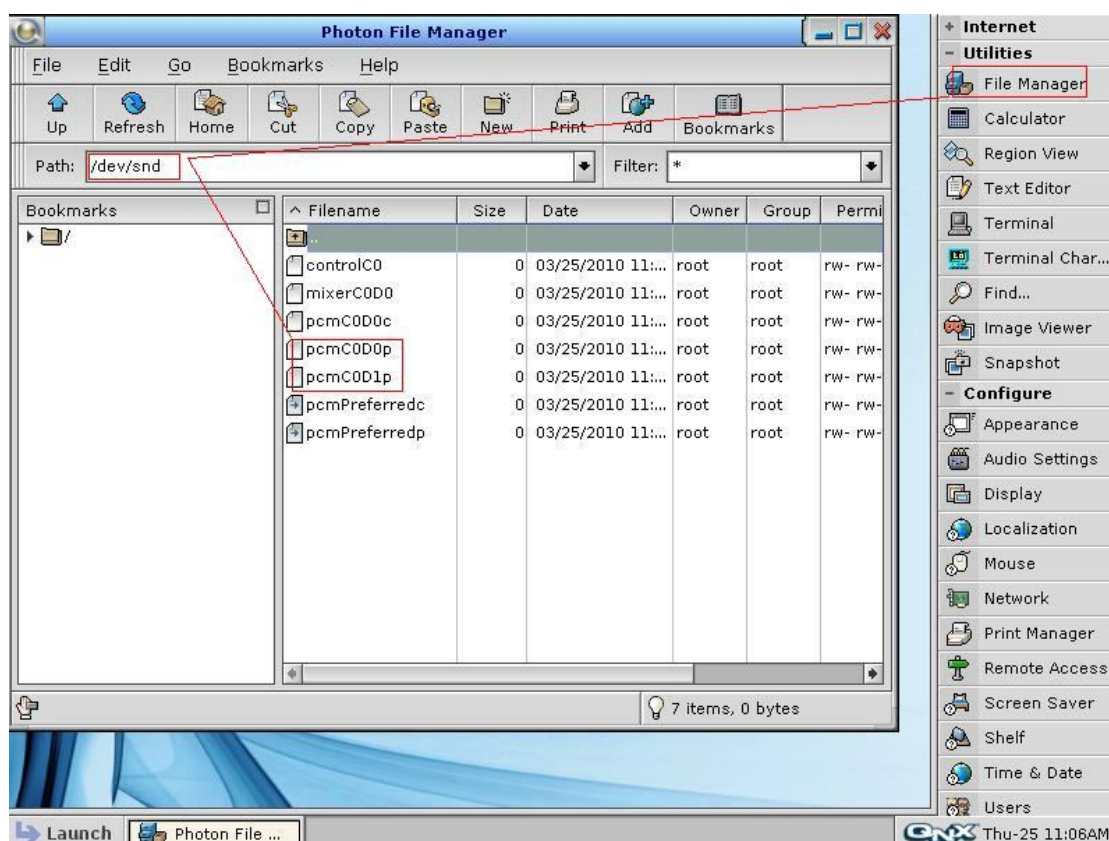 Photon File Manager
File Edit Go Bookmarks Help
Up Refresh Home Cut Copy Paste New Print Add Bookmarks
Path: /dev/snd Filter: *
Bookmarks
/
^ Filename Size Date Owner Group Permi
..
controlC0 0 03/25/2010 11:... root root rw- rw-
mixerC0D0 0 03/25/2010 11:... root root rw- rw-
pcmC0D0c 0 03/25/2010 11:... root root rw- rw-
pcmC0D0p 0 03/25/2010 11:... root root rw- rw-
pcmC0D1p 0 03/25/2010 11:... root root rw- rw-
pcmPreferredc 0 03/25/2010 11:... root root rw- rw-
pcmPreferredp 0 03/25/2010 11:... root root rw- rw-
7 items, 0 bytes
+ Internet
- Utilities
File Manager
Calculator
Region View
Text Editor
Terminal
Terminal Char...
Find...
Image Viewer
Snapshot
- Configure
Appearance
Audio Settings
Display
Localization
Mouse
Network
Print Manager
Remote Access
Screen Saver
Shelf
Time & Date
Users
Launch Photon File ... QNX Thu-25 11:06AM